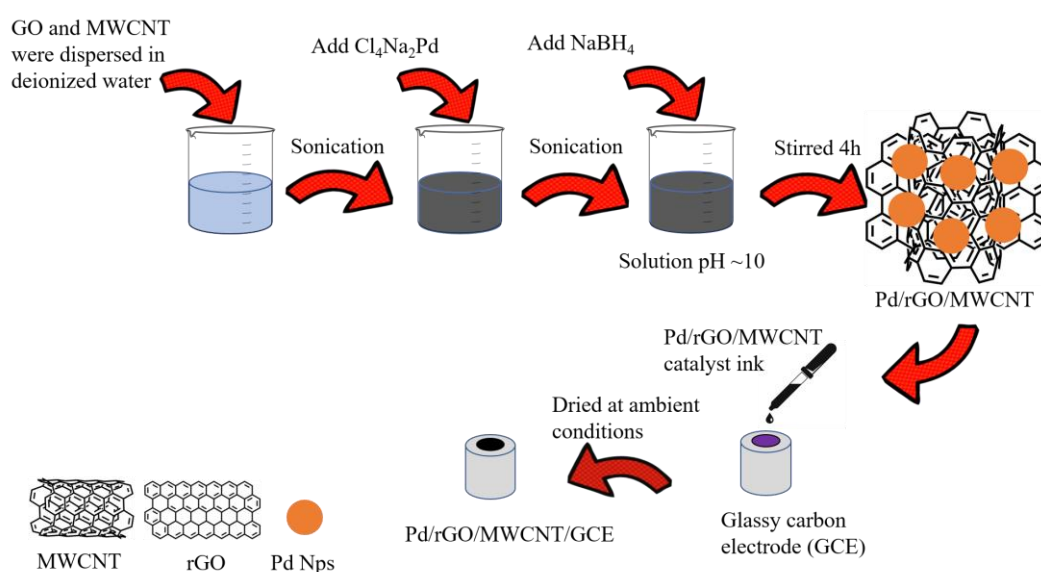 GO and MWCNT
were dispersed in
deionized water
Add Cl₄Na₂Pd
Add NaBH₄
Sonication
Sonication
Stirred 4h
Solution pH ~10
Pd/rGO/MWCNT
Pd/rGO/MWCNT
catalyst ink
Dried at ambient
conditions
Pd/rGO/MWCNT/GCE
Glassy carbon
electrode (GCE)
MWCNT
rGO
Pd Nps